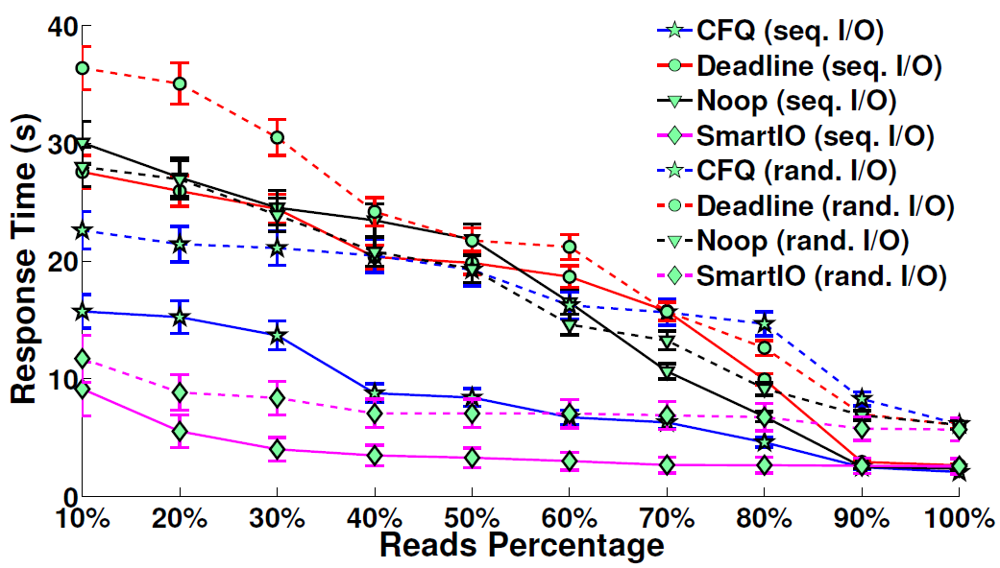 40
30
20
10
0
Response Time (s)
CFQ (seq. I/O)
Deadline (seq. I/O)
Noop (seq. I/O)
SmartIO (seq. I/O)
CFQ (rand. I/O)
Deadline (rand. I/O)
Noop (rand. I/O)
SmartIO (rand. I/O)
10% 20% 30% 40% 50% 60% 70% 80% 90% 100%
Reads Percentage